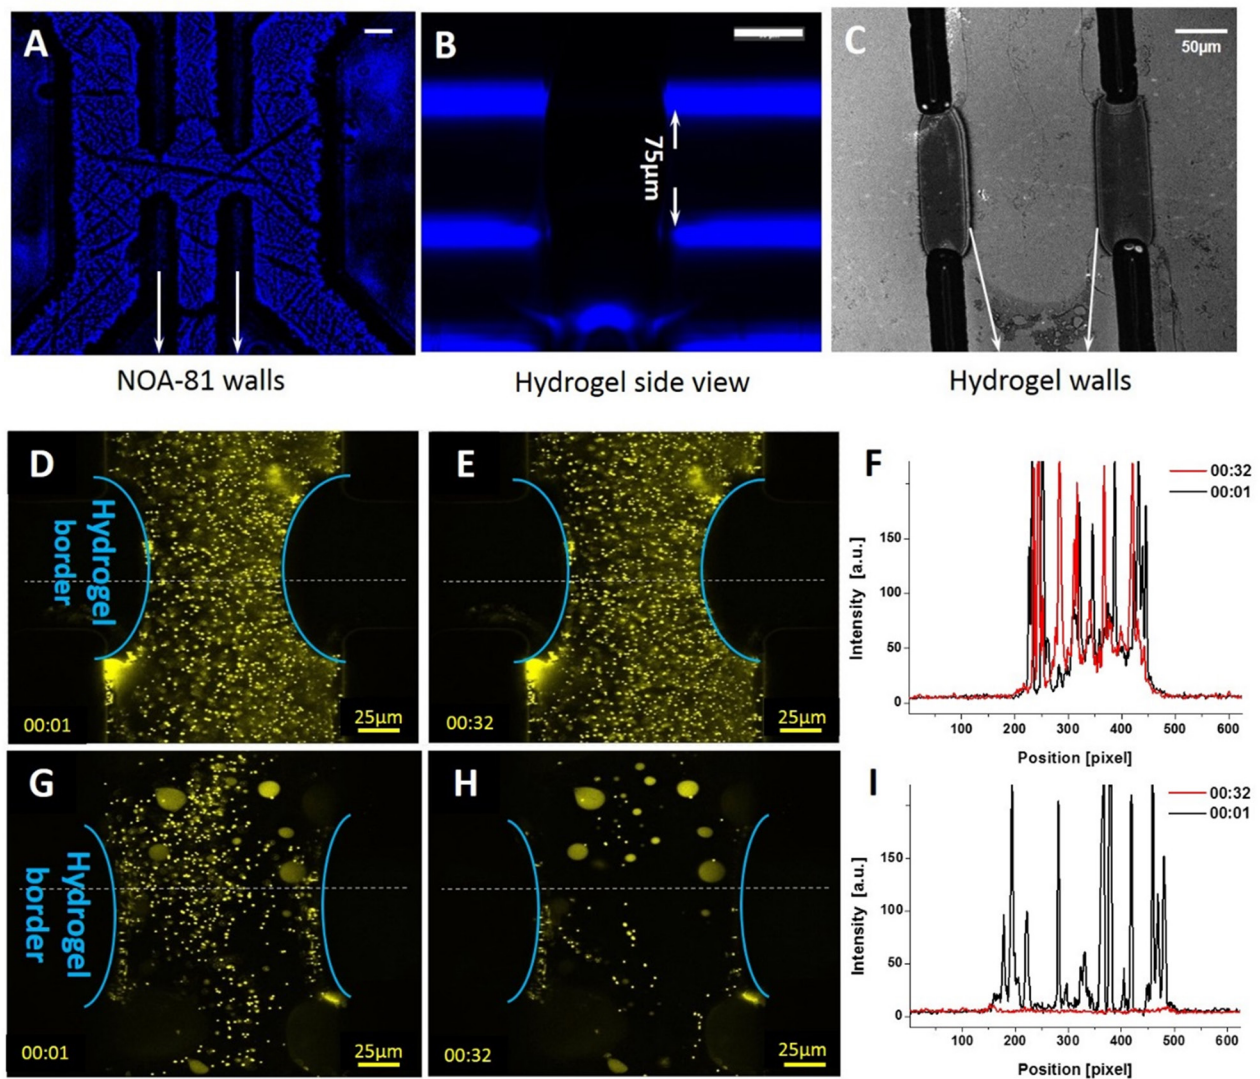 A
B
75µm
C
50µm
NOA-81 walls
Hydrogel side view
Hydrogel walls
D
Hydrogel
border
00:01
25µm
E
00:32
25µm
F
00:32
00:01
150
100
50
0
Intensity [a.u.]
100 200 300 400 500 600
Position [pixel]
G
Hydrogel
border
00:01
25µm
H
00:32
25µm
I
00:32
00:01
150
100
50
0
Intensity [a.u.]
100 200 300 400 500 600
Position [pixel]